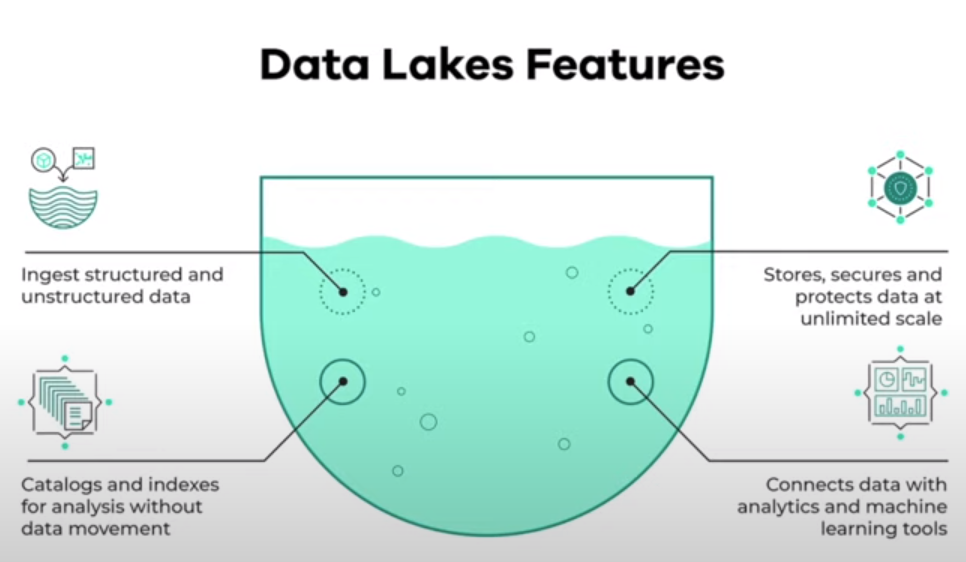 Data Lakes Features
Ingest structured and
unstructured data
Stores, secures and
protects data at
unlimited scale
Catalogs and indexes
for analysis without
data movement
Connects data with
analytics and machine
learning tools